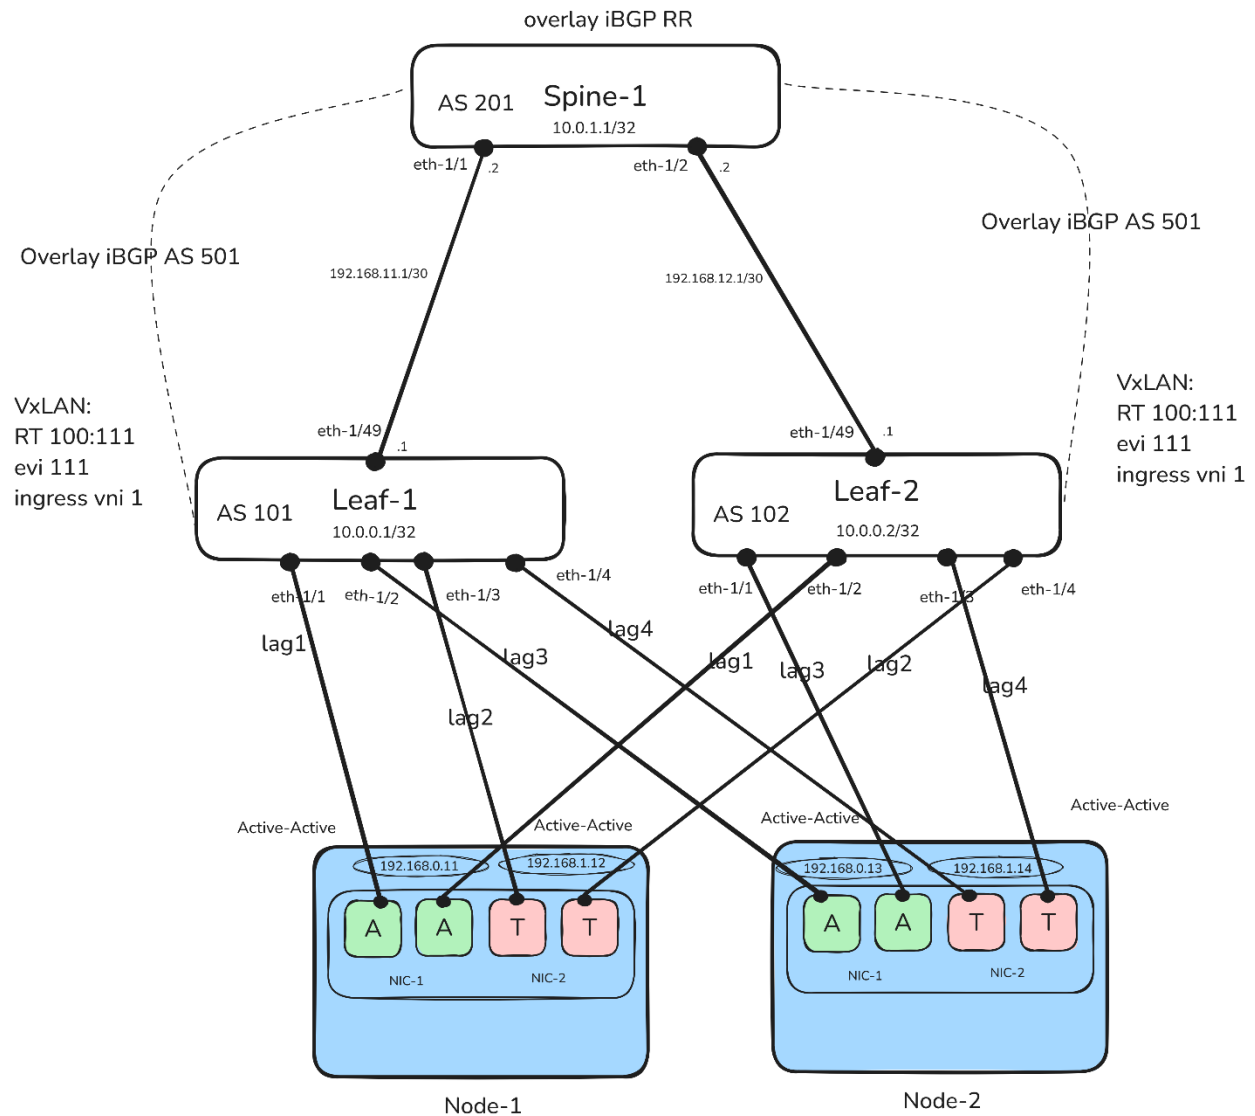 overlay iBGP RR
AS 201
Spine-1
10.0.1.1/32
eth-1/1
.2
eth-1/2
.2
Overlay iBGP AS 501
Overlay iBGP AS 501
192.168.11.1/30
192.168.12.1/30
VxLAN:
RT 100:111
evi 111
ingress vni 1
VxLAN:
RT 100:111
evi 111
ingress vni 1
eth-1/49
.1
eth-1/49
.1
AS 101
Leaf-1
10.0.0.1/32
AS 102
Leaf-2
10.0.0.2/32
eth-1/1
eth-1/2
eth-1/3
eth-1/4
eth-1/1
eth-1/2
eth-1/3
eth-1/4
lag1
lag3
lag4
lag2
lag1
lag3
lag2
lag4
Active-Active
Active-Active
Active-Active
Active-Active
192.168.0.11
192.168.1.12
192.168.0.13
192.168.1.14
A
A
T
T
A
A
T
T
NIC-1
NIC-2
NIC-1
NIC-2
Node-1
Node-2